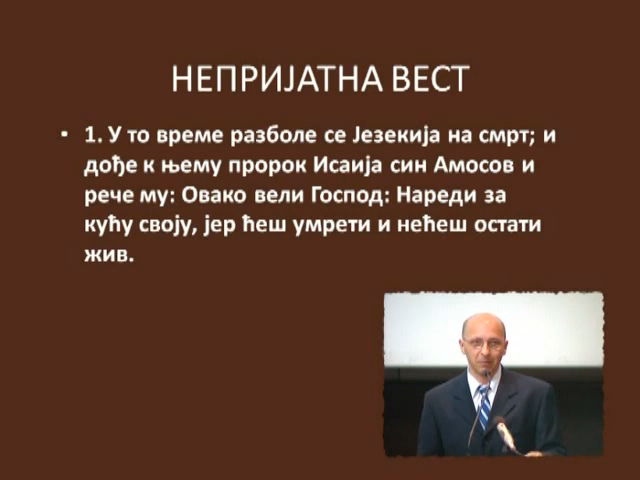 НЕПРИЈАТНА ВЕСТ
• 1. У то време разболе се Језекија на смрт; и
дође к њему пророк Исаија син Амосов и
рече му: Овако вели Господ: Нареди за
кућу своју, јер ћеш умрети и нећеш остати
жив.